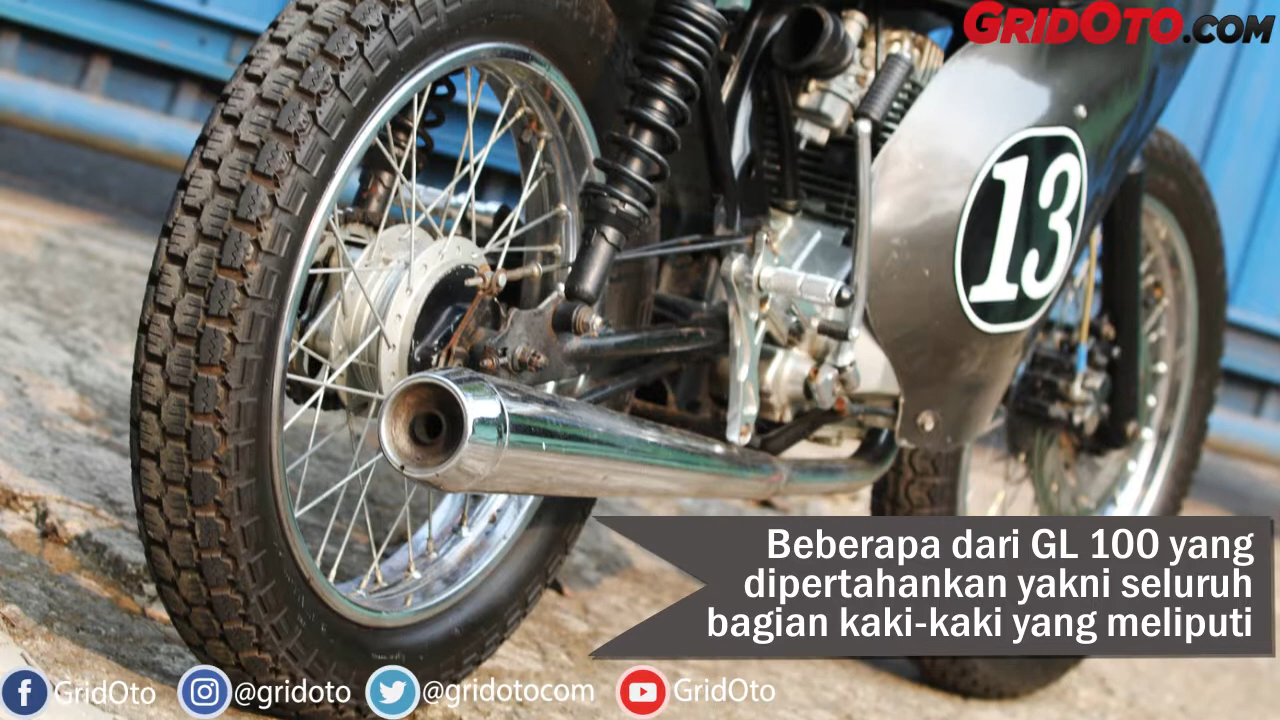 GRIDOTO.COM
13
Beberapa dari GL 100 yang
dipertahankan yakni seluruh
bagian kaki-kaki yang meliputi
GridOto @gridoto @gridotocom GridOto